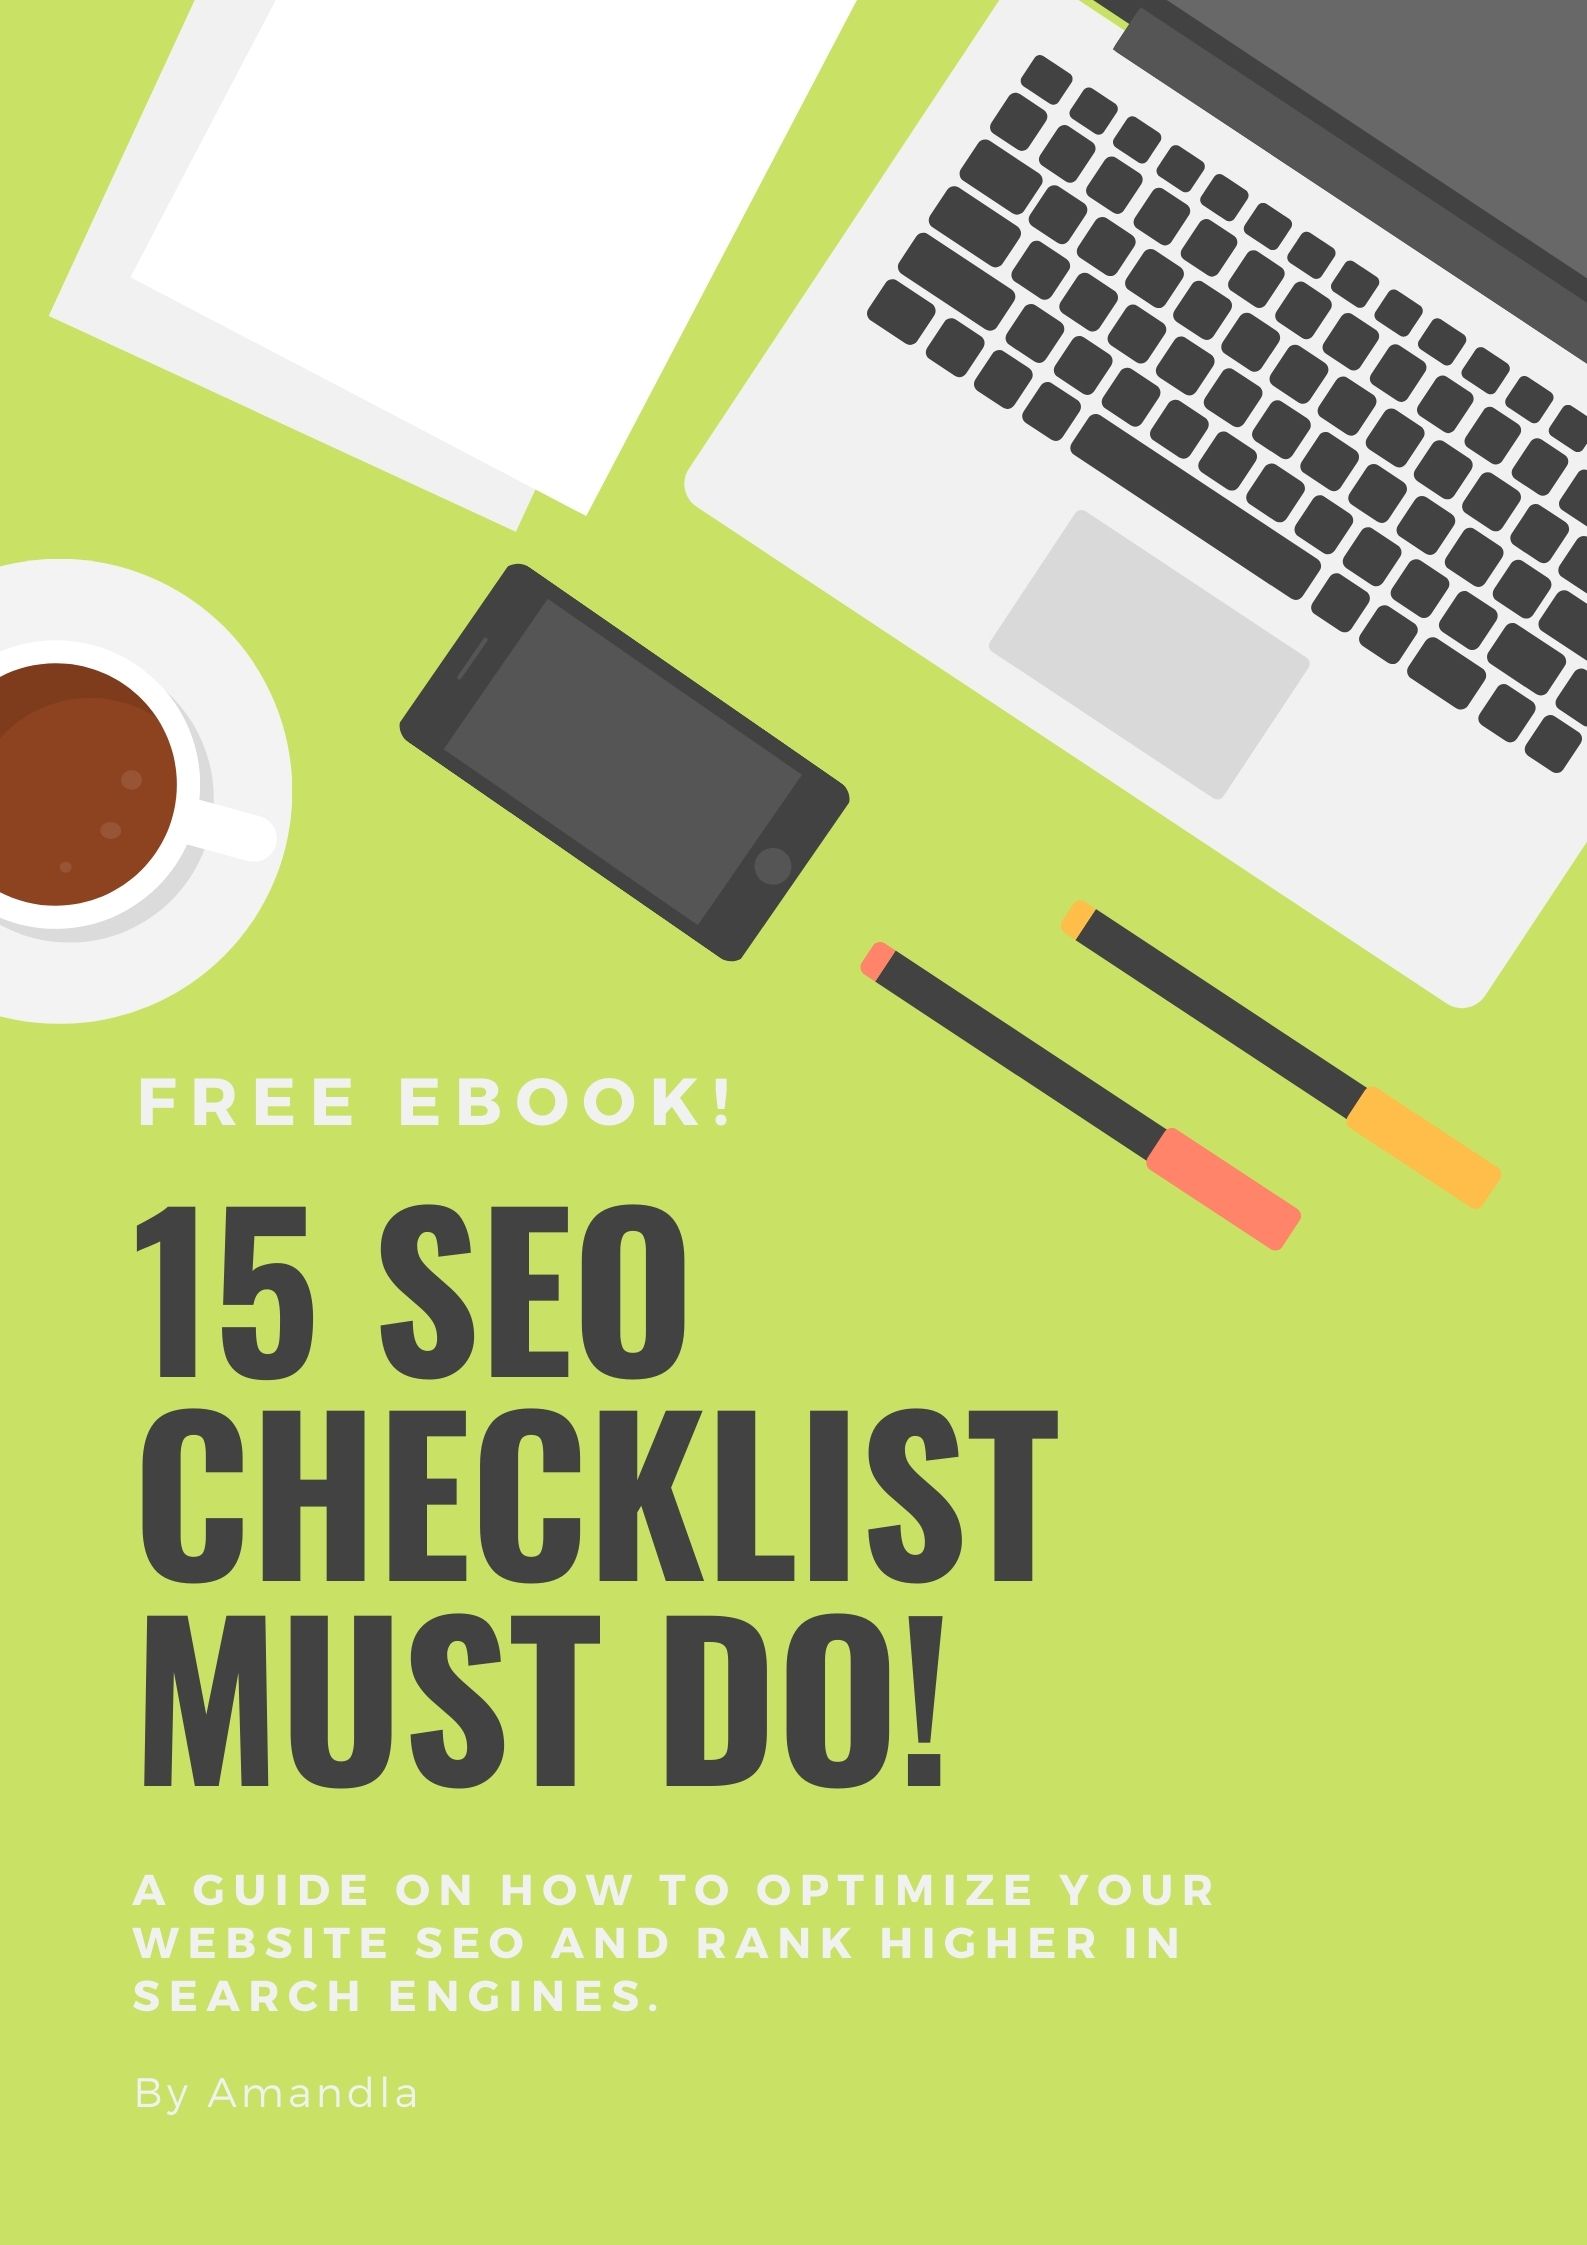 FREE EBOOK!
15 SEO
CHECKLIST
MUST DO!
A GUIDE ON HOW TO OPTIMIZE YOUR
WEBSITE SEO AND RANK HIGHER IN
SEARCH ENGINES.
By Amandla